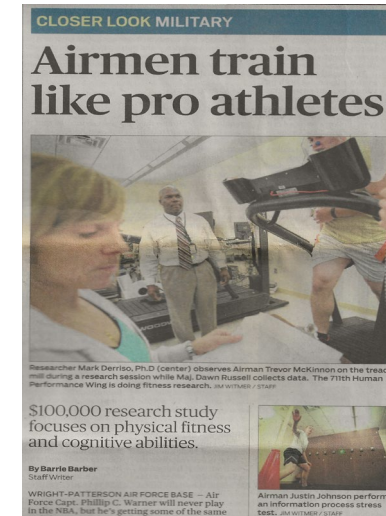 CLOSER LOOK MILITARY
Airmen train
like pro athletes
Researcher Mark Derriso, Ph.D (center) observes Airman Trevor McKinnon on the tread
mill during a research session while Maj. Dawn Russell collects data. The 711th Human
Performance Wing is doing fitness research. JIM WITMER / STAFF
$100,000 research study
focuses on physical fitness
and cognitive abilities.
By Barrie Barber
Staff Writer
WRIGHT-PATTERSON AIR FORCE BASE — Air
Force Capt. Phillip C. Warner will never play
in the NBA, but he's getting some of the same
Airman Justin Johnson perform
an information process stress
test. JIM WITMER / STAFF